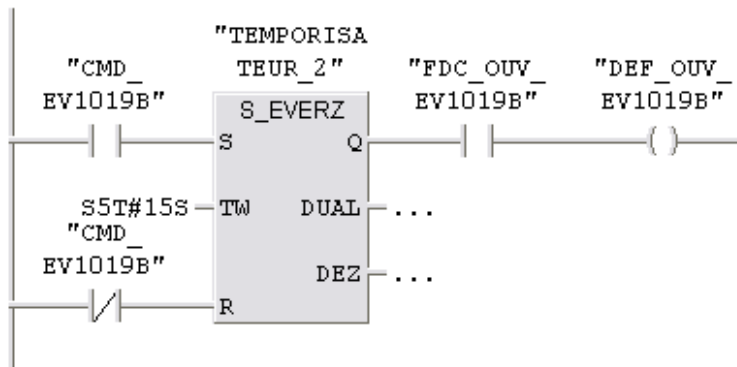 "TEMPORISA
TEUR_2"
"CMD_
EV1019B"
"FDC_OUV_
EV1019B"
"DEF_OUV_
EV1019B"
S_EVERZ
S
Q
S5T#15S
TW
DUAL
...
"CMD_
EV1019B"
DEZ
...
R